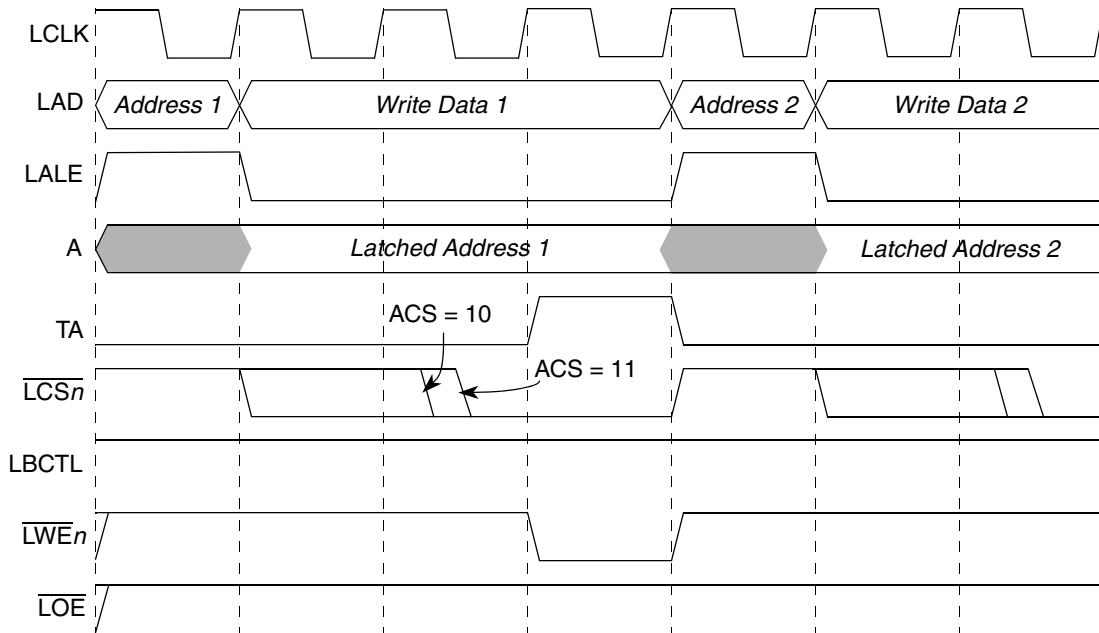 LCLK
LAD Address 1 Write Data 1 Address 2 Write Data 2
LALE
A Latched Address 1 Latched Address 2
TA ACS = 10
LCSn ACS = 11
LBCTL
LWEn
LOE